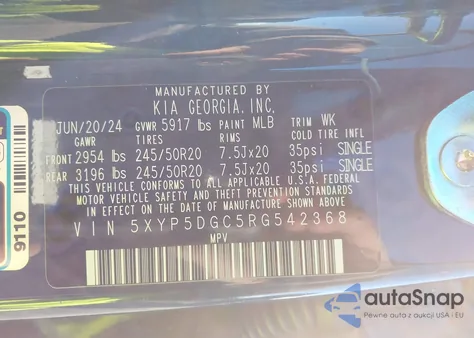 MANUFACTURED BY
KIA GEORGIA, INC.
JUN/20/24 GVWR 5917 lbs PAINT MLB TRIM WK
GAWR TIRES RIMS COLD TIRE INFL
FRONT 2954 lbs 245/50R20 7.5Jx20 35psi SINGLE
REAR 3196 lbs 245/50R20 7.5Jx20 35psi SINGLE
THIS VEHICLE CONFORMS TO ALL APPLICABLE U.S.A. FEDERAL
MOTOR VEHICLE SAFETY AND THEFT PREVENTION STANDARDS
IN EFFECT ON THE DATE OF MANUFACTURE SHOWN ABOVE.
VIN 5XYP5DGC5RG542368
MPV
9110
autoSnap
Pewne auta z aukcji USA i EU